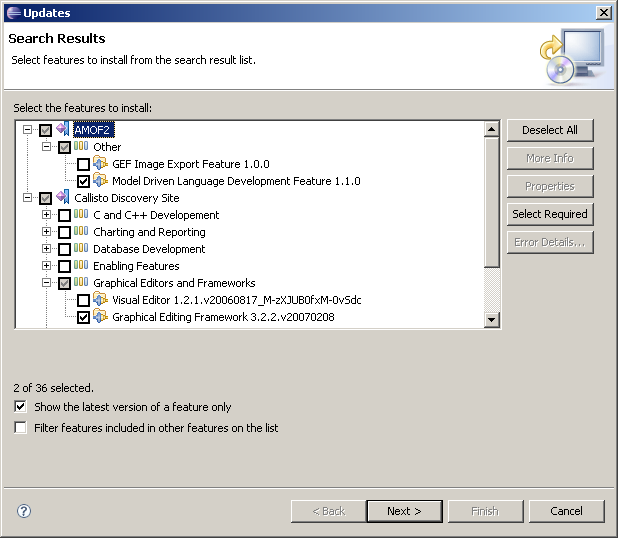 Updates
Search Results
Select features to install from the search result list.
Select the features to install:
AMOF2
Other
GEF Image Export Feature 1.0.0
Model Driven Language Development Feature 1.1.0
Callisto Discovery Site
C and C++ Developement
Charting and Reporting
Database Development
Enabling Features
Graphical Editors and Frameworks
Visual Editor 1.2.1.v20060817_M-zXJUB0fxM-0vSdc
Graphical Editing Framework 3.2.2.v20070208
Deselect All
More Info
Properties
Select Required
Error Details...
2 of 36 selected.
Show the latest version of a feature only
Filter features included in other features on the list
?
< Back
Next >
Finish
Cancel